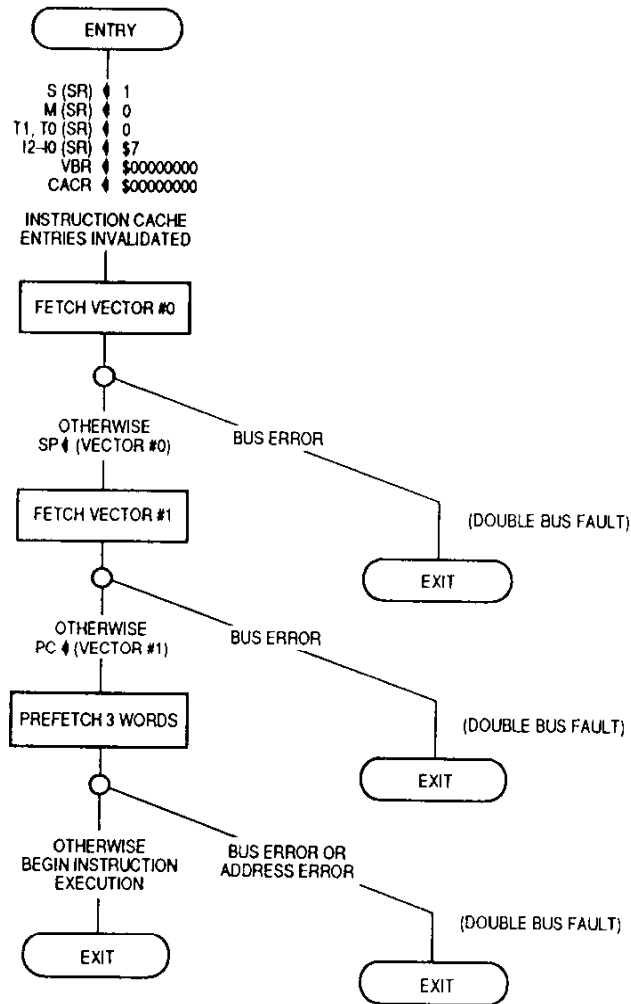 ENTRY
S (SR) ◀ 1
M (SR) ◀ 0
T1, T0 (SR) ◀ 0
I2–I0 (SR) ◀ $7
VBR ◀ $00000000
CACR ◀ $00000000
INSTRUCTION CACHE
ENTRIES INVALIDATED
FETCH VECTOR #0
OTHERWISE
SP ◀ (VECTOR #0)
BUS ERROR
(DOUBLE BUS FAULT)
EXIT
FETCH VECTOR #1
OTHERWISE
PC ◀ (VECTOR #1)
BUS ERROR
(DOUBLE BUS FAULT)
EXIT
PREFETCH 3 WORDS
OTHERWISE
BEGIN INSTRUCTION
EXECUTION
EXIT
BUS ERROR OR
ADDRESS ERROR
(DOUBLE BUS FAULT)
EXIT